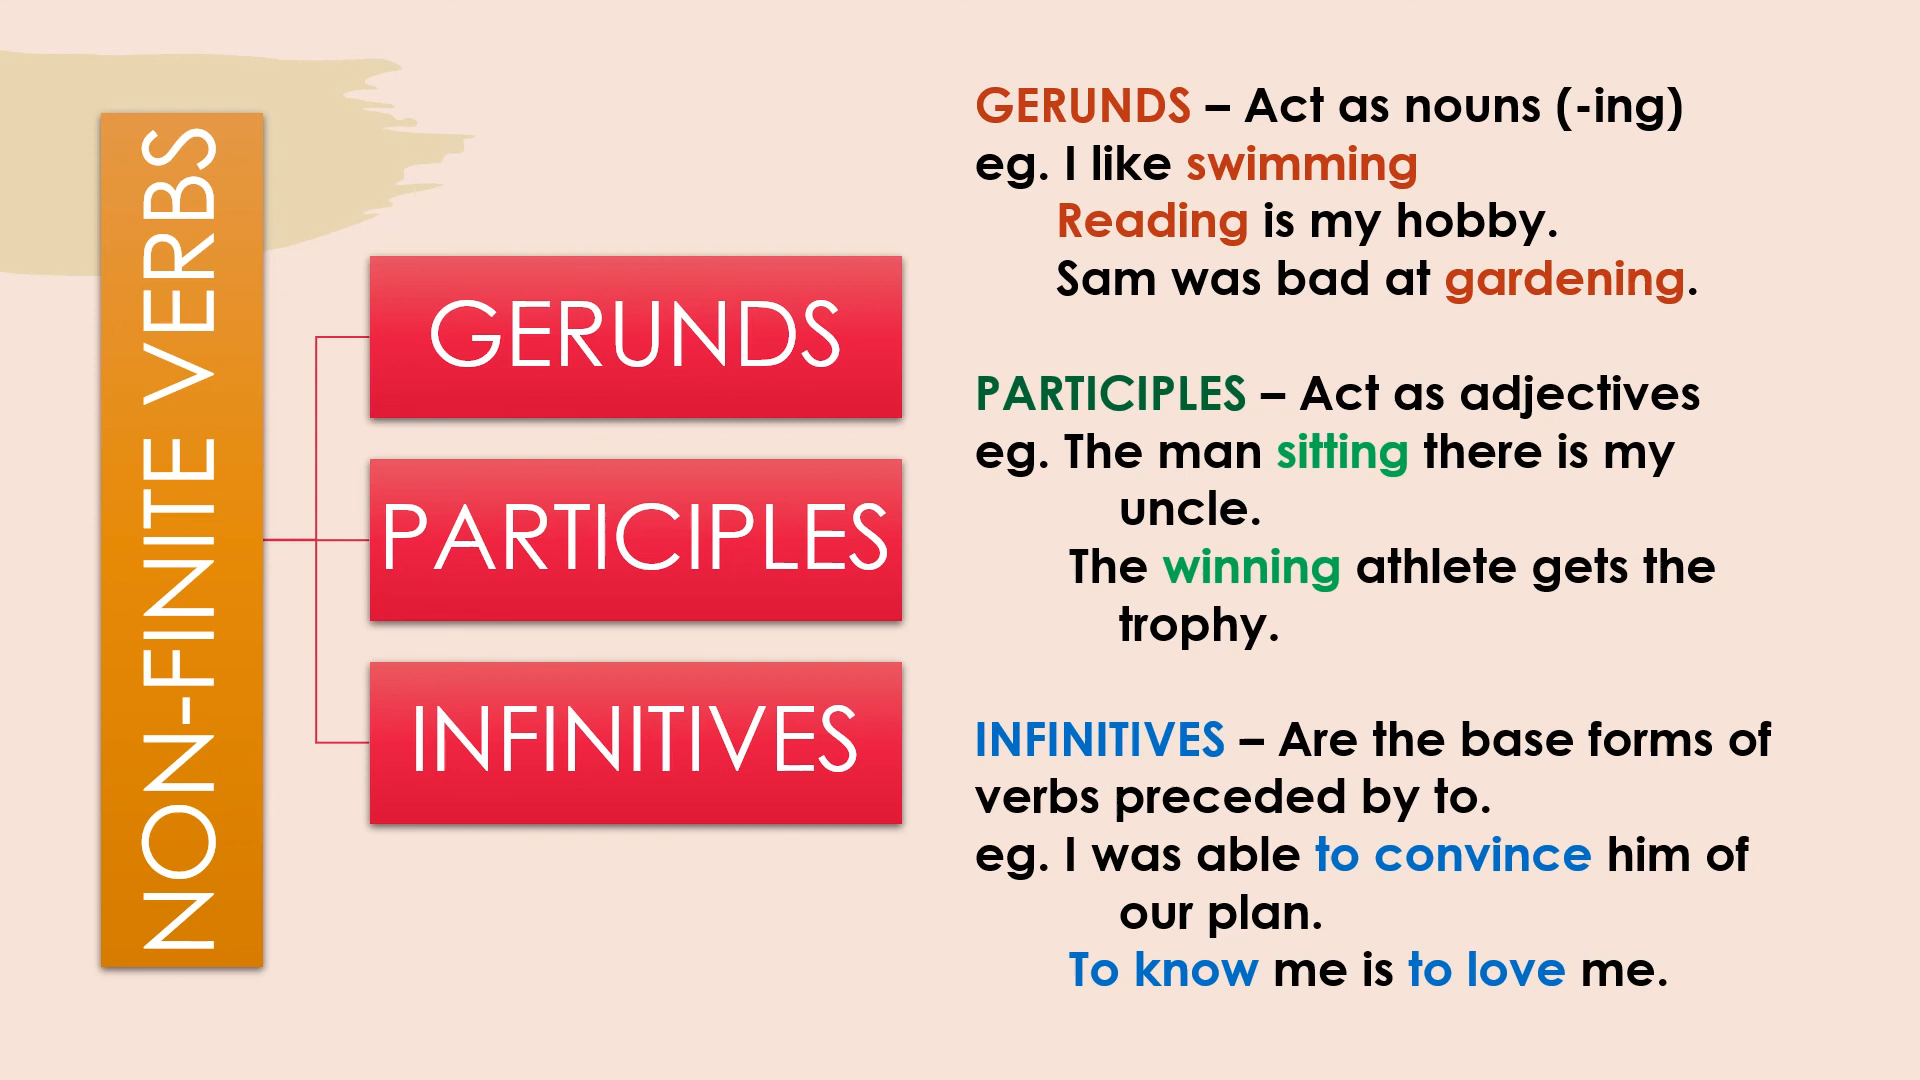 NON-FINITE VERBS
GERUNDS
PARTICIPLES
INFINITIVES
GERUNDS – Act as nouns (-ing)
eg. I like swimming
Reading is my hobby.
Sam was bad at gardening.
PARTICIPLES – Act as adjectives
eg. The man sitting there is my
uncle.
The winning athlete gets the
trophy.
INFINITIVES – Are the base forms of
verbs preceded by to.
eg. I was able to convince him of
our plan.
To know me is to love me.